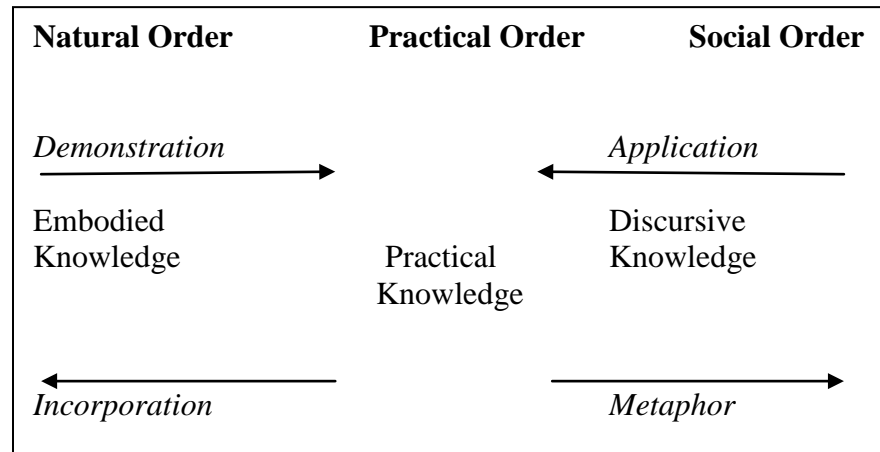 Natural Order Practical Order Social Order
Demonstration Application
Embodied Discursive
Knowledge Practical Knowledge
Knowledge
Incorporation Metaphor